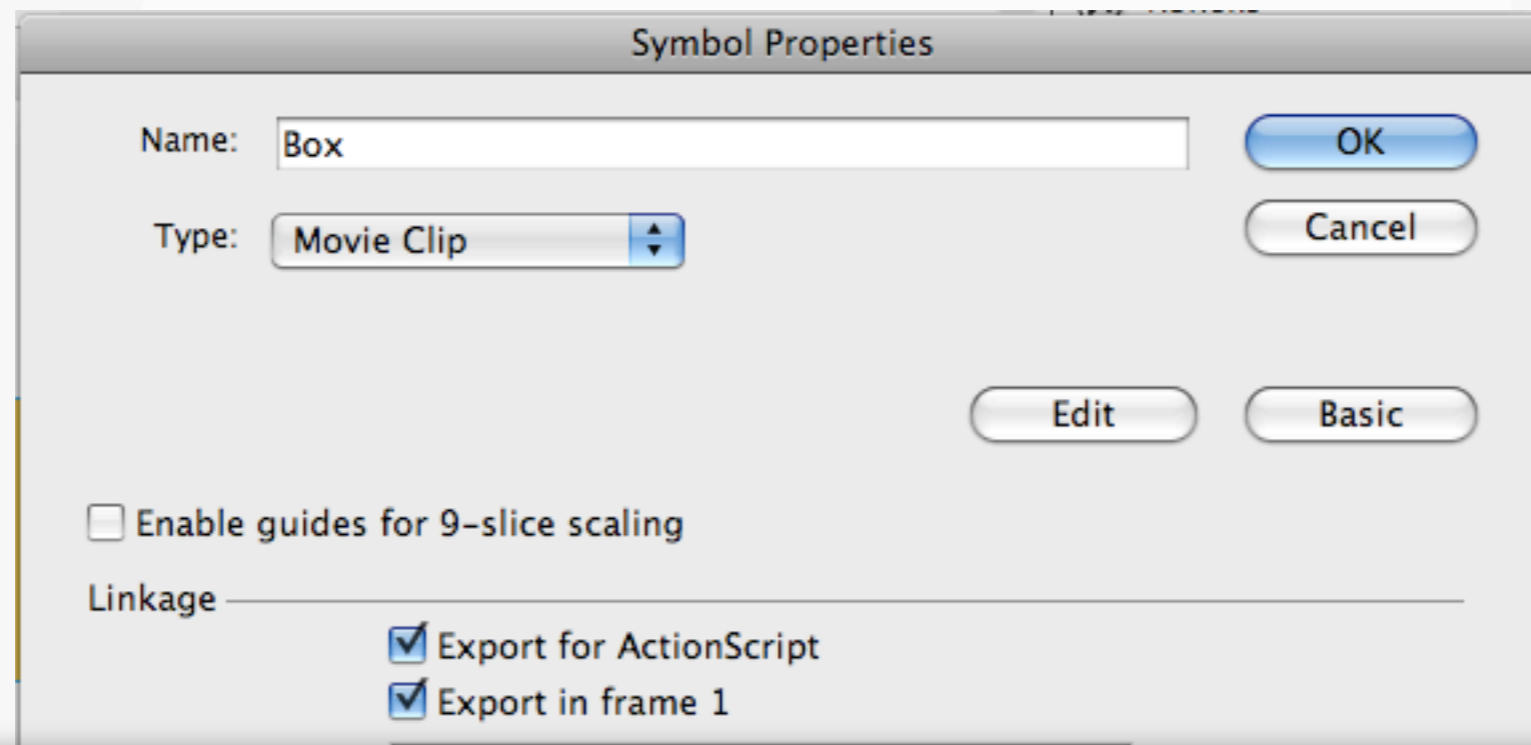 Symbol Properties
Name: Box
OK
Type: Movie Clip
Cancel
Edit
Basic
Enable guides for 9-slice scaling
Linkage
Export for ActionScript
Export in frame 1